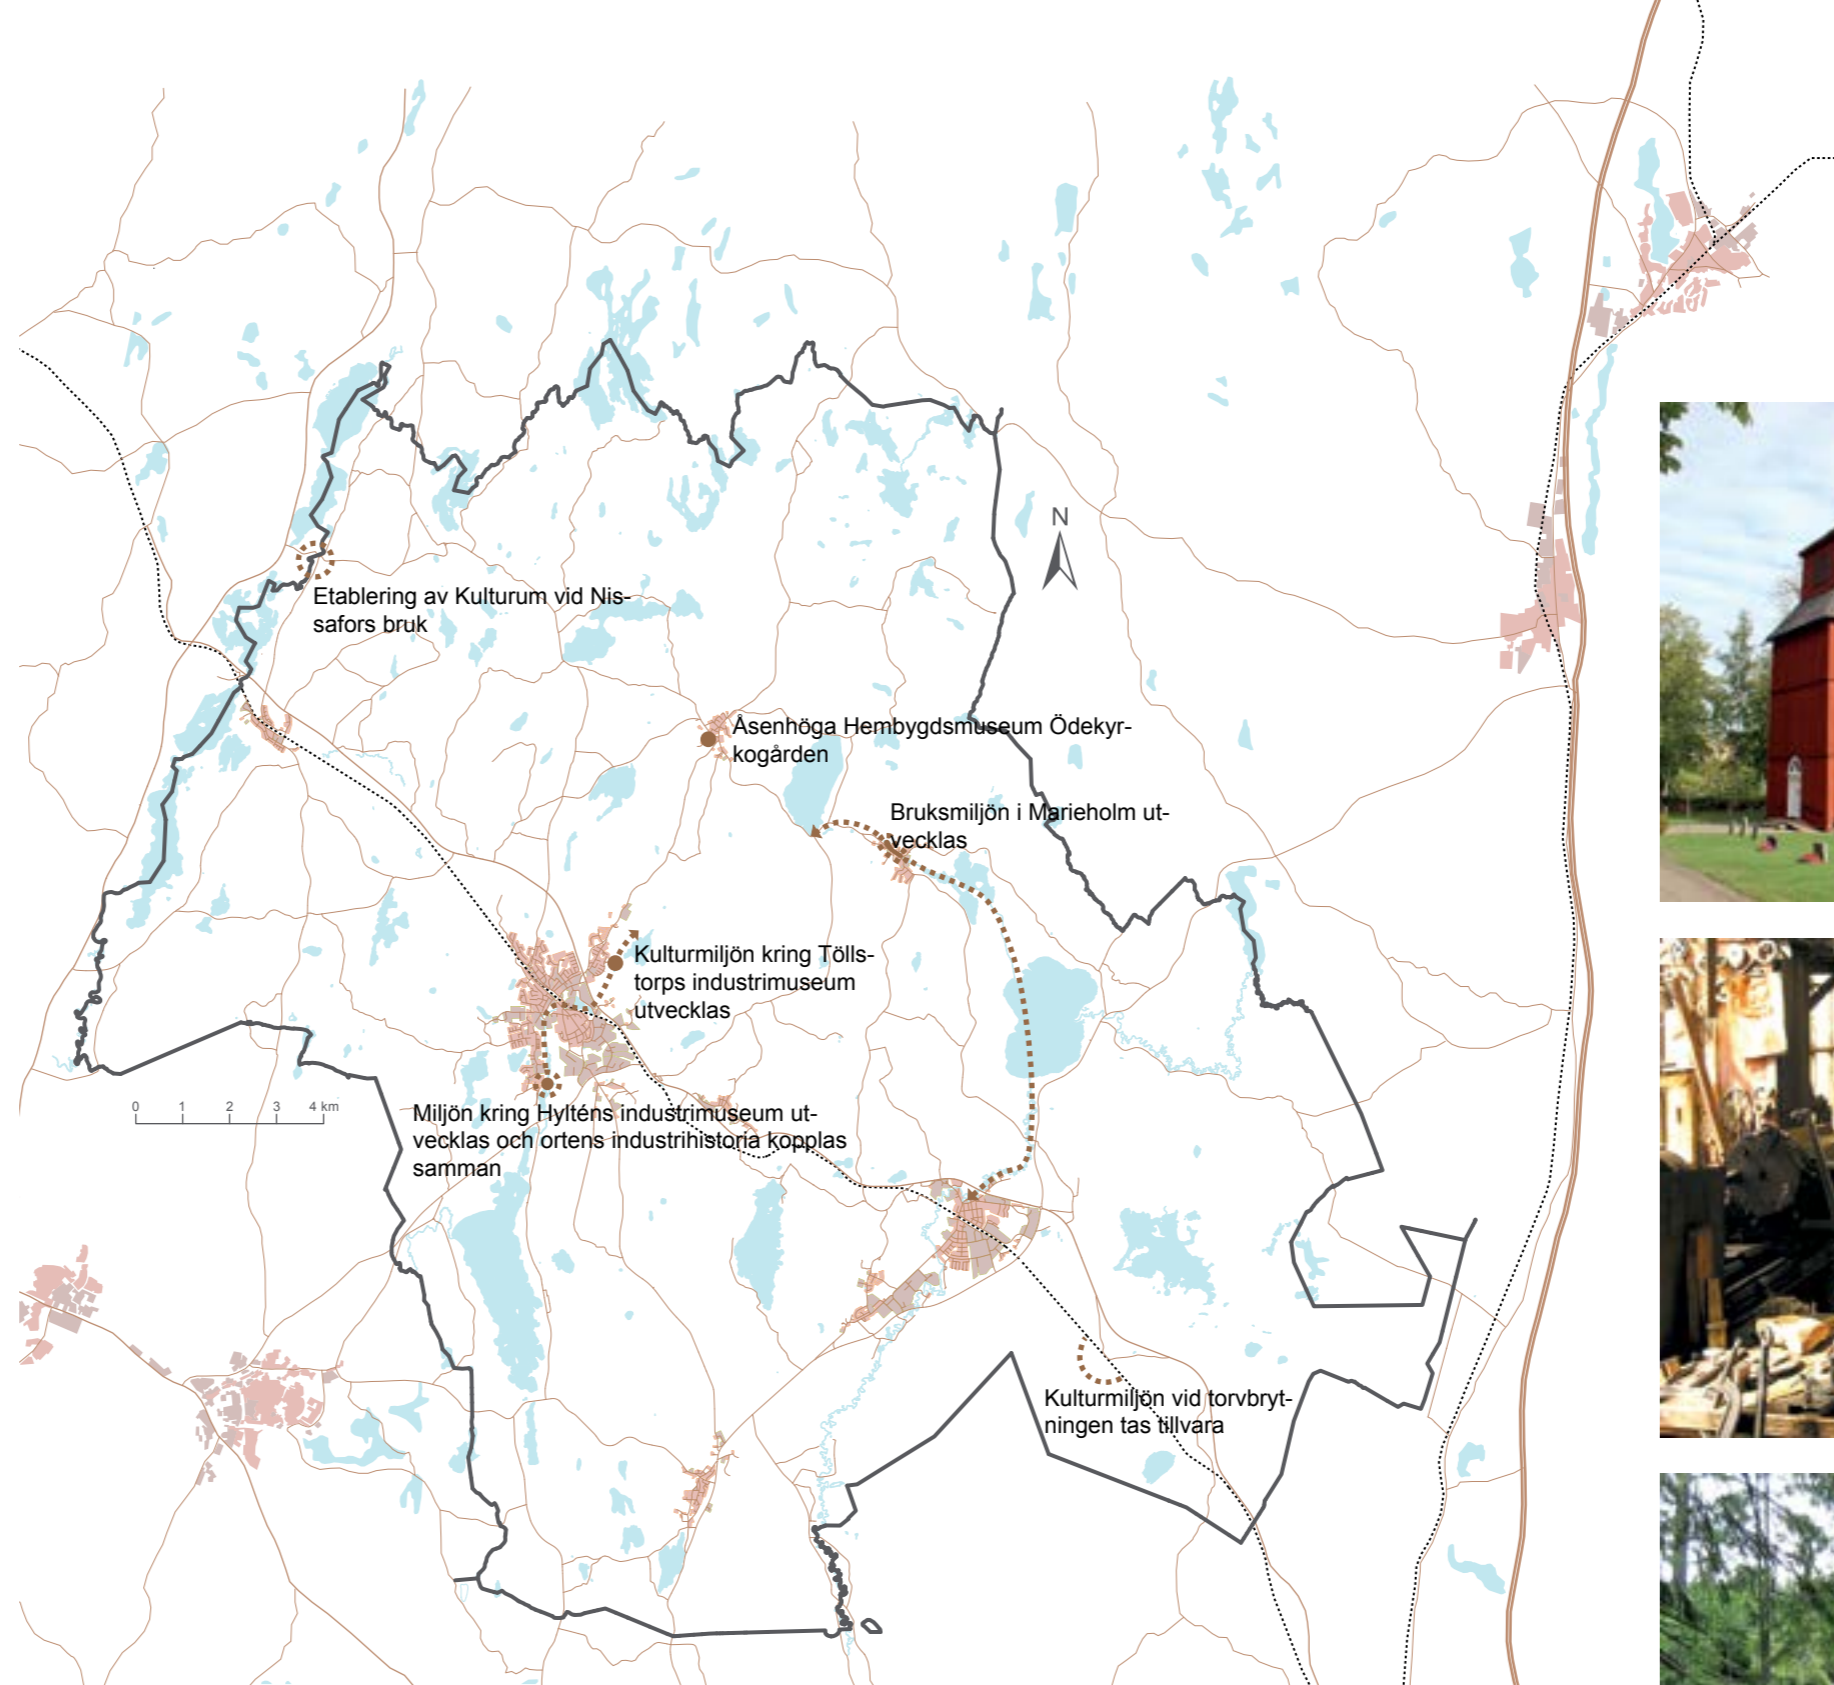 N
Etablering av Kulturum vid Nis-
safors bruk
Åsenhöga Hembygdsmuseum Ödekyr-
kogården
Bruksmiljön i Marieholm ut-
vecklas
Kulturmiljön kring Tölls-
torps industrimuseum
utvecklas
0 1 2 3 4 km
Miljön kring Hylténs industrimuseum ut-
vecklas och ortens industrihistoria kopplas
samman
Kulturmiljön vid torvbryt-
ningen tas tillvara